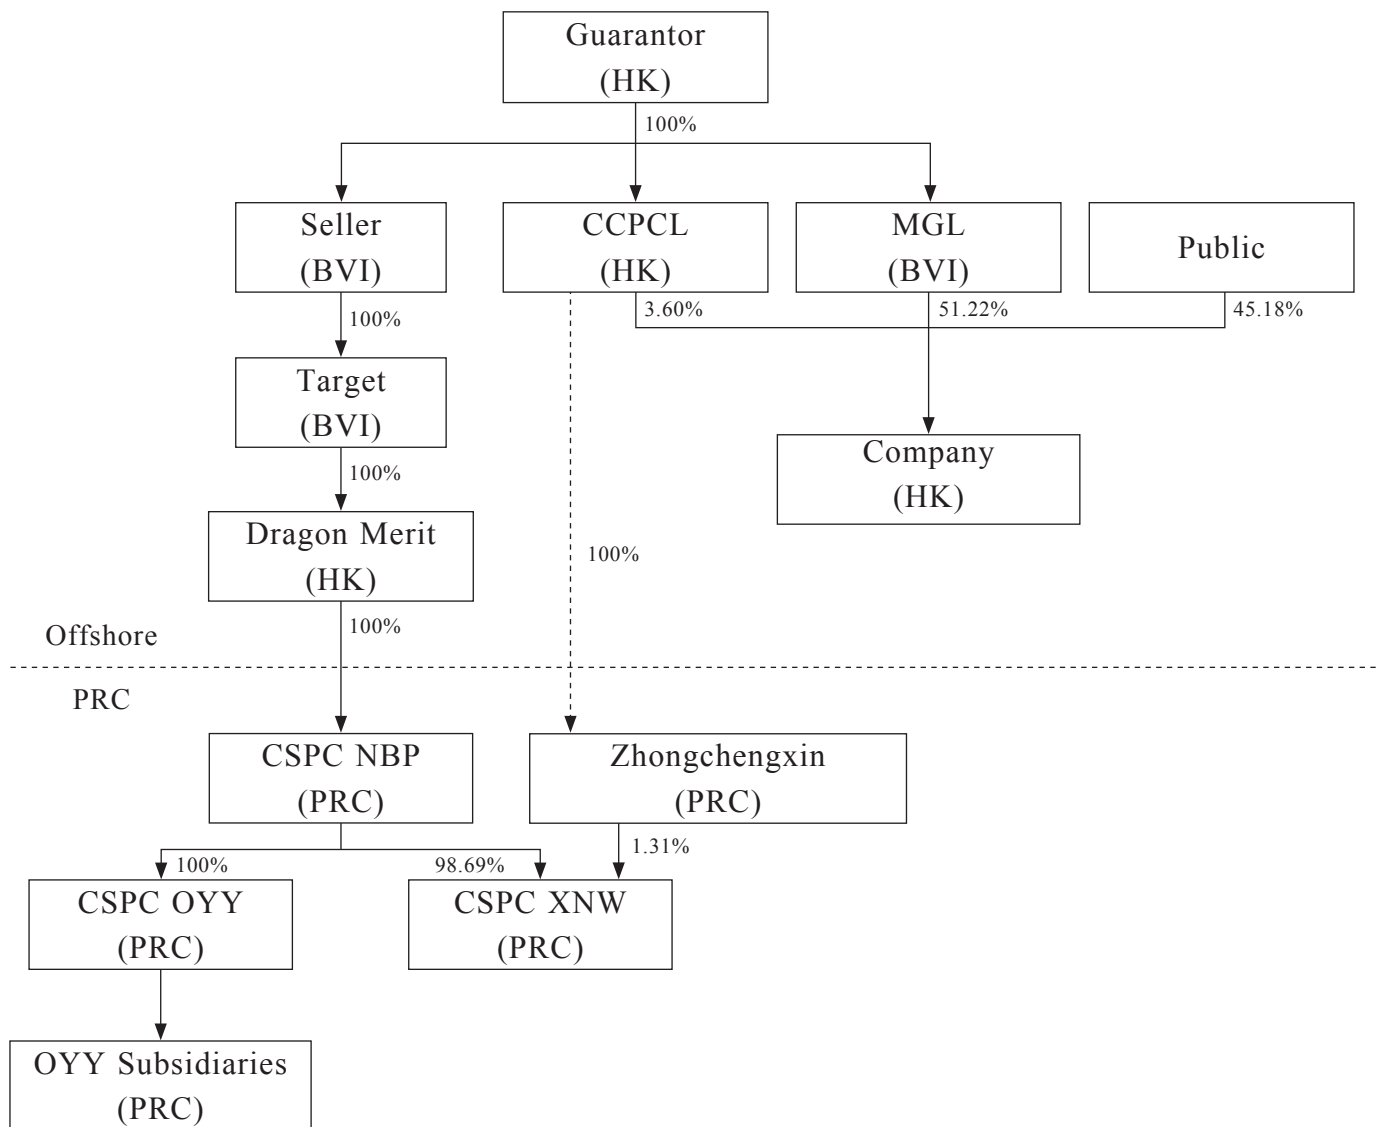 Guarantor
(HK)
100%
Seller
(BVI)
CCPCL
(HK)
MGL
(BVI)
Public
100%
3.60%
51.22%
45.18%
Target
(BVI)
100%
Company
(HK)
Dragon Merit
(HK)
100%
100%
Offshore
PRC
CSPC NBP
(PRC)
Zhongchengxin
(PRC)
100%
98.69%
1.31%
CSPC OYY
(PRC)
CSPC XNW
(PRC)
OYY Subsidiaries
(PRC)